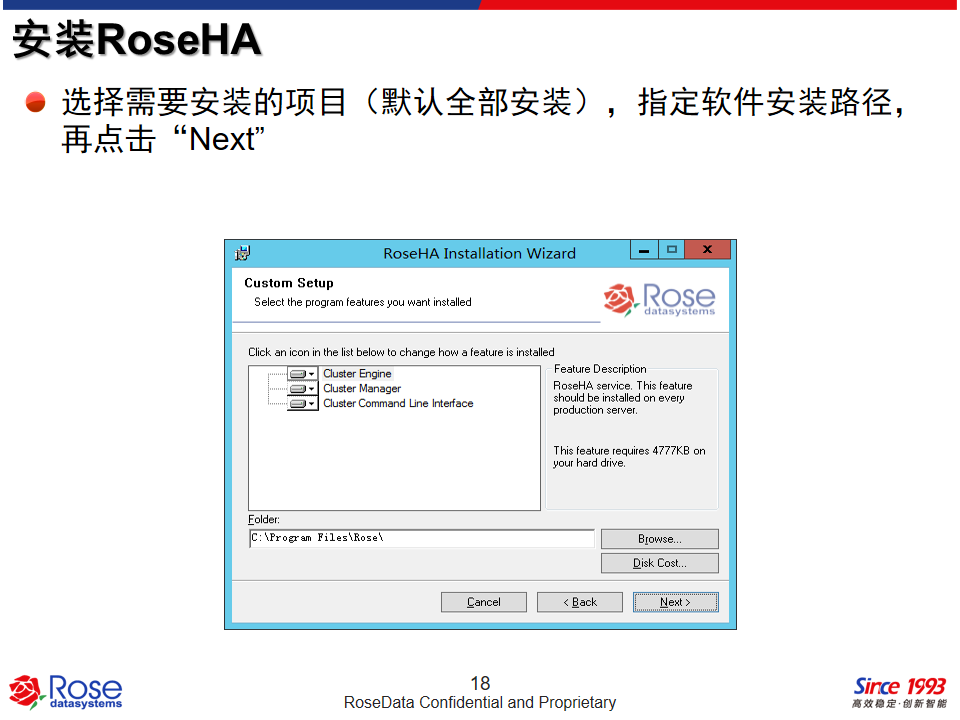 安装RoseHA
选择需要安装的项目（默认全部安装），指定软件安装路径，
再点击“Next”
RoseHA Installation Wizard
Custom Setup
Select the program features you want installed
Rose
datasystems
Click an icon in the list below to change how a feature is installed
Cluster Engine
Cluster Manager
Cluster Command Line Interface
Feature Description
RoseHA service. This feature
should be installed on every
production server.
This feature requires 4777KB on
your hard drive.
Folder:
C:\Program Files\Rose\
Browse...
Disk Cost...
Cancel
< Back
Next >
Rose
datasystems
18
RoseData Confidential and Proprietary
Since 1993
高效稳定·创新智能